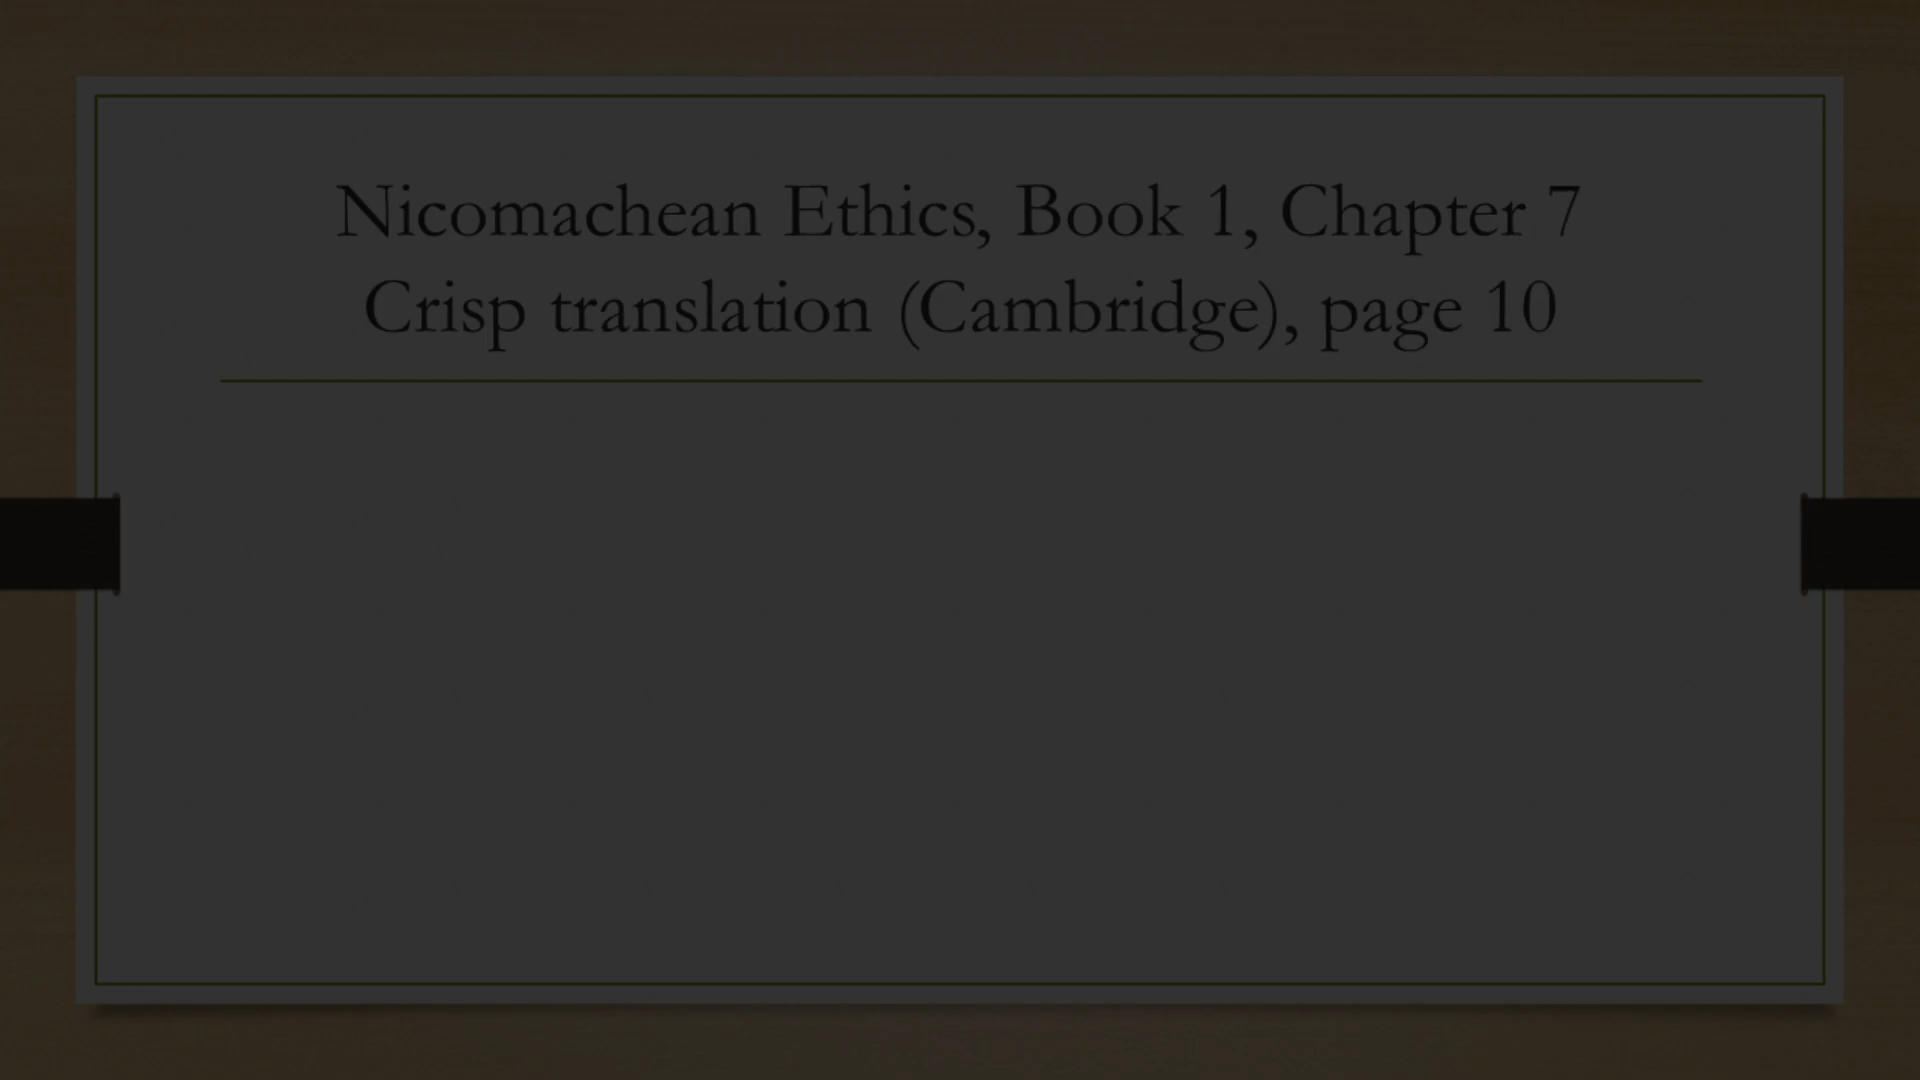 Nicomachean Ethics, Book 1, Chapter 7
Crisp translation (Cambridge), page 10